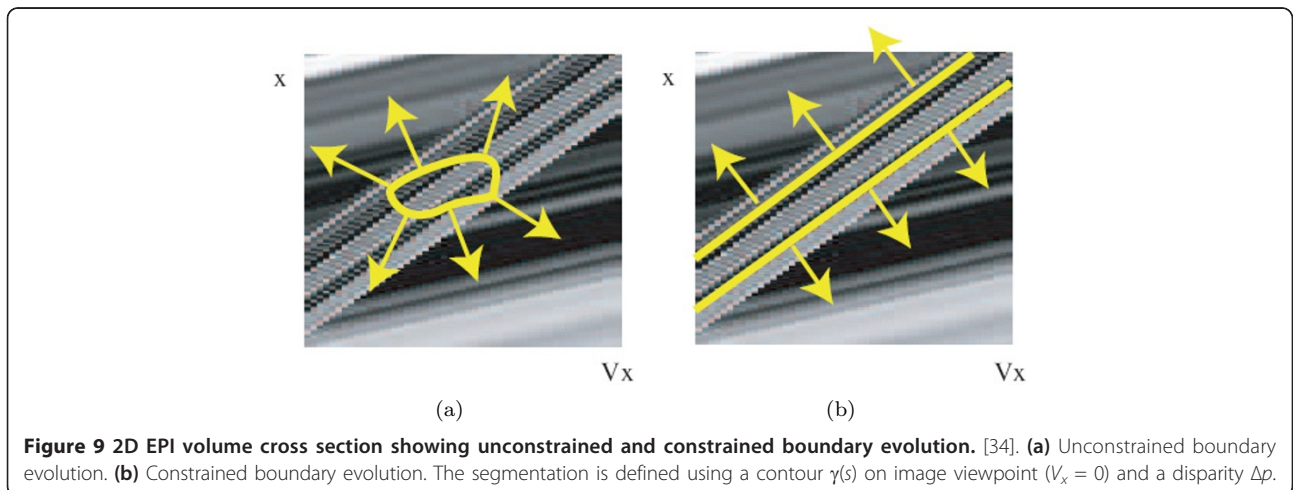 x
x
Vx
Vx
(a)
(b)
Figure 9 2D EPI volume cross section showing unconstrained and constrained boundary evolution. [34]. (a) Unconstrained boundary
evolution. (b) Constrained boundary evolution. The segmentation is defined using a contour γ(s) on image viewpoint (Vₓ = 0) and a disparity Δp.